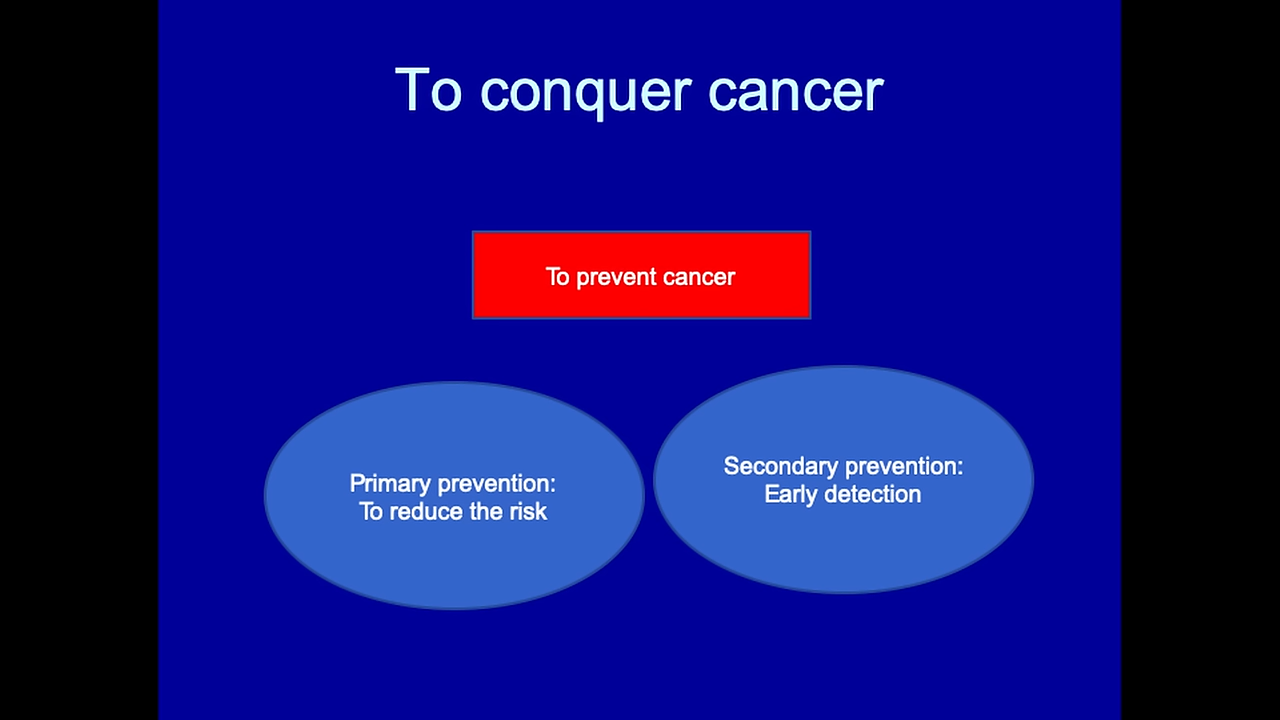 To conquer cancer
To prevent cancer
Primary prevention:
To reduce the risk
Secondary prevention:
Early detection